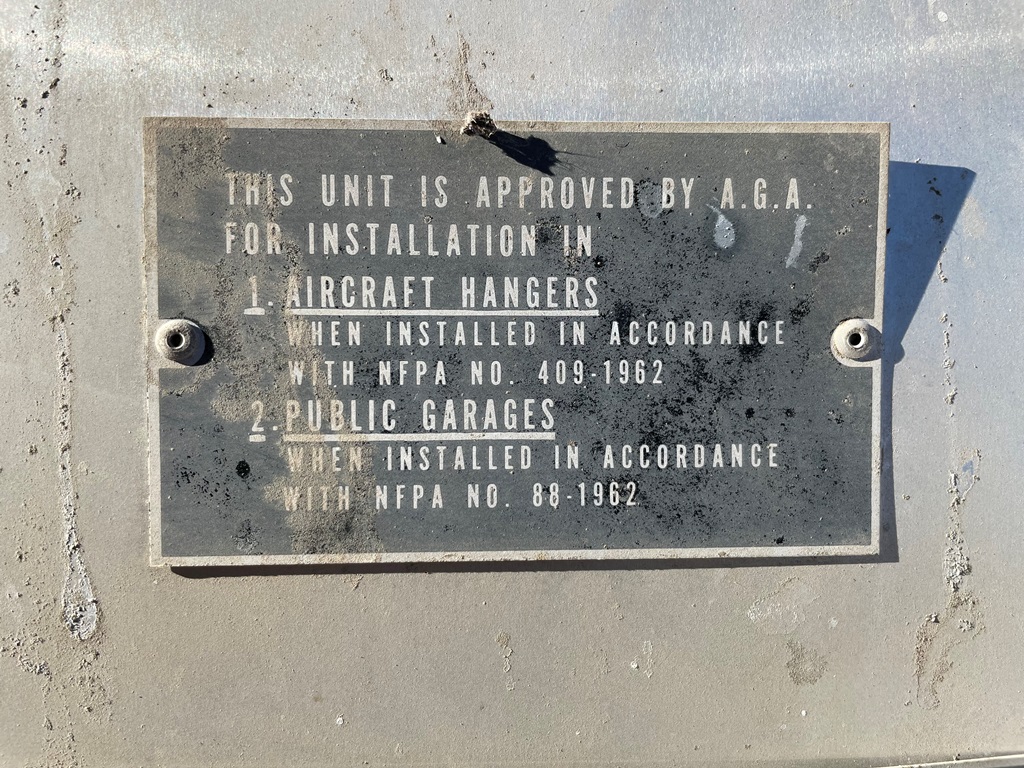 THIS UNIT IS APPROVED BY A.G.A.
FOR INSTALLATION IN
1. AIRCRAFT HANGERS
WHEN INSTALLED IN ACCORDANCE
WITH NFPA NO. 409-1962
2. PUBLIC GARAGES
WHEN INSTALLED IN ACCORDANCE
WITH NFPA NO. 88-1962